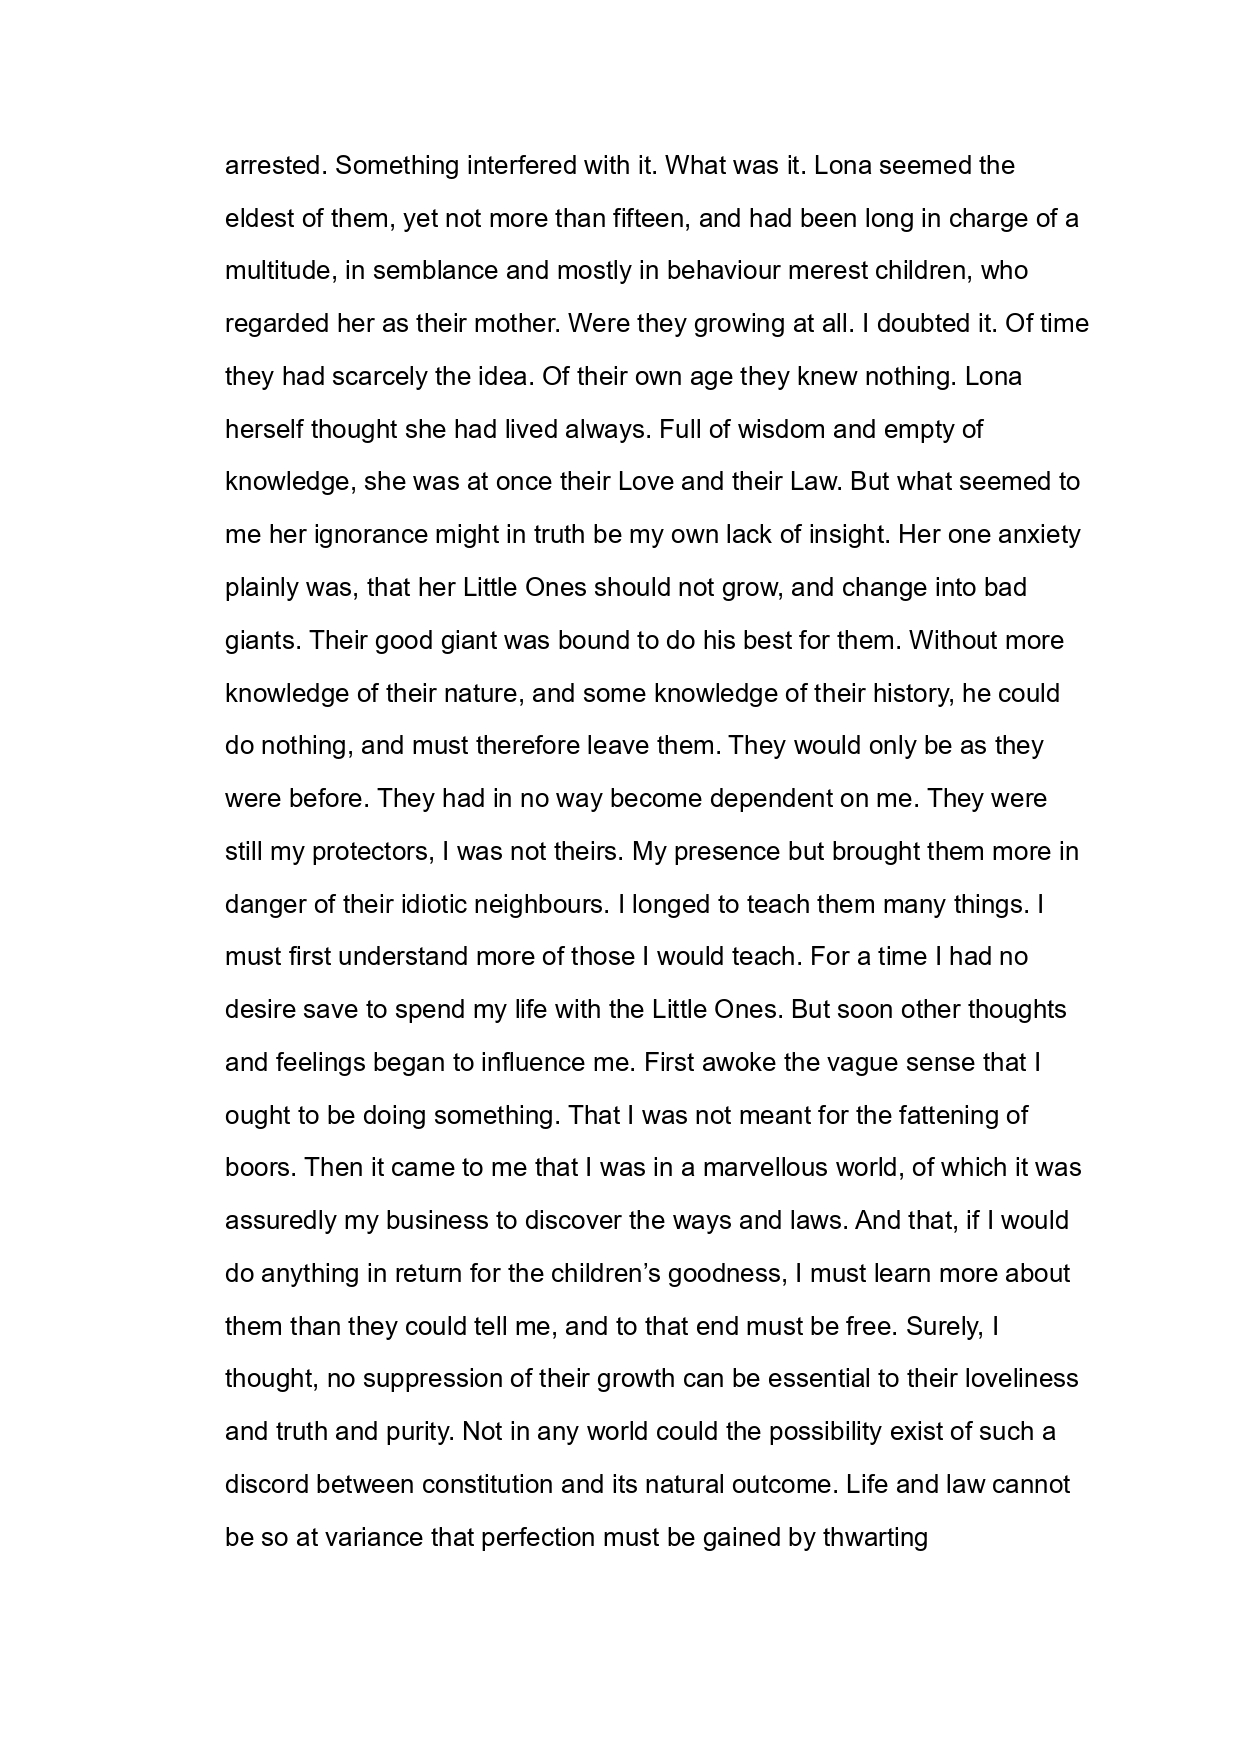 arrested. Something interfered with it. What was it. Lona seemed the
eldest of them, yet not more than fifteen, and had been long in charge of a
multitude, in semblance and mostly in behaviour merest children, who
regarded her as their mother. Were they growing at all. I doubted it. Of time
they had scarcely the idea. Of their own age they knew nothing. Lona
herself thought she had lived always. Full of wisdom and empty of
knowledge, she was at once their Love and their Law. But what seemed to
me her ignorance might in truth be my own lack of insight. Her one anxiety
plainly was, that her Little Ones should not grow, and change into bad
giants. Their good giant was bound to do his best for them. Without more
knowledge of their nature, and some knowledge of their history, he could
do nothing, and must therefore leave them. They would only be as they
were before. They had in no way become dependent on me. They were
still my protectors, I was not theirs. My presence but brought them more in
danger of their idiotic neighbours. I longed to teach them many things. I
must first understand more of those I would teach. For a time I had no
desire save to spend my life with the Little Ones. But soon other thoughts
and feelings began to influence me. First awoke the vague sense that I
ought to be doing something. That I was not meant for the fattening of
boors. Then it came to me that I was in a marvellous world, of which it was
assuredly my business to discover the ways and laws. And that, if I would
do anything in return for the children’s goodness, I must learn more about
them than they could tell me, and to that end must be free. Surely, I
thought, no suppression of their growth can be essential to their loveliness
and truth and purity. Not in any world could the possibility exist of such a
discord between constitution and its natural outcome. Life and law cannot
be so at variance that perfection must be gained by thwarting